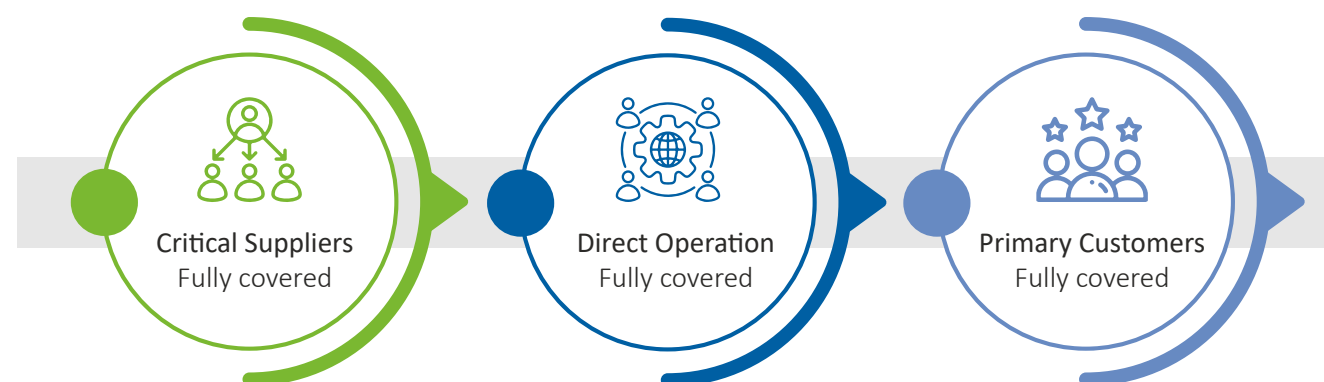 Critical Suppliers
Fully covered
Direct Operation
Fully covered
Primary Customers
Fully covered